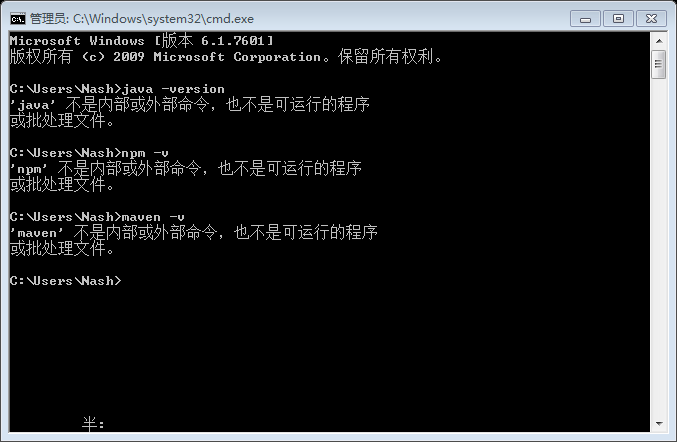 管理员: C:\Windows\system32\cmd.exe
Microsoft Windows [版本 6.1.7601]
版权所有 (c) 2009 Microsoft Corporation。保留所有权利。
C:\Users\Nash>java -version
'java' 不是内部或外部命令，也不是可运行的程序
或批处理文件。
C:\Users\Nash>npm -v
'npm' 不是内部或外部命令，也不是可运行的程序
或批处理文件。
C:\Users\Nash>maven -v
'maven' 不是内部或外部命令，也不是可运行的程序
或批处理文件。
C:\Users\Nash>
半: